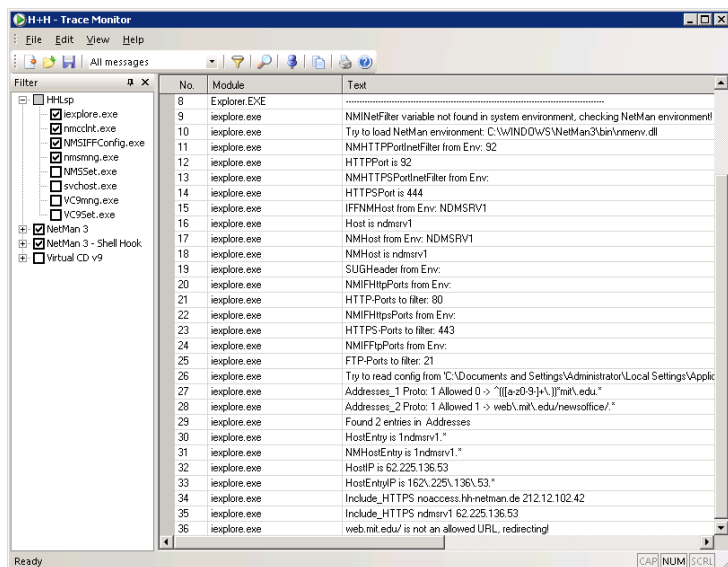 H+H - Trace Monitor
File Edit View Help
All messages
Filter
HHLsp
iexplore.exe
nmcclnt.exe
NMSIFFConfig.exe
nmsmng.exe
NMSSet.exe
svchost.exe
VC9mng.exe
VC9Set.exe
NetMan 3
NetMan 3 - Shell Hook
Virtual CD v9
No. Module Text
8 Explorer.EXE ----------------------------------------------------------------
9 iexplore.exe NMINetFilter variable not found in system environment, checking NetMan environment!
10 iexplore.exe Try to load NetMan environment: C:\WINDOWS\NetMan3\bin\nmenv.dll
11 iexplore.exe NMHTTPPortInetFilter from Env: 92
12 iexplore.exe HTTPPort is 92
13 iexplore.exe NMHTTPSPortInetFilter from Env:
14 iexplore.exe HTTPSPort is 444
15 iexplore.exe IFFNMHost from Env: NDMSRV1
16 iexplore.exe Host is ndmsrv1
17 iexplore.exe NMHost from Env: NDMSRV1
18 iexplore.exe NMHost is ndmsrv1
19 iexplore.exe SUGHeader from Env:
20 iexplore.exe NMIFHttpPorts from Env:
21 iexplore.exe HTTP-Ports to filter: 80
22 iexplore.exe NMIFHttpsPorts from Env:
23 iexplore.exe HTTPS-Ports to filter: 443
24 iexplore.exe NMIFFtpPorts from Env:
25 iexplore.exe FTP-Ports to filter: 21
26 iexplore.exe Try to read config from 'C:\Documents and Settings\Administrator\Local Settings\Applic
27 iexplore.exe Addresses_1 Proto: 1 Allowed 0 -> ^(([a-z0-9-]+\.))*mit\.edu.*
28 iexplore.exe Addresses_2 Proto: 1 Allowed 1 -> web\.mit\.edu/newsoffice/.*
29 iexplore.exe Found 2 entries in Addresses
30 iexplore.exe HostEntry is 1ndmsrv1.*
31 iexplore.exe NMHostEntry is 1ndmsrv1.*
32 iexplore.exe HostIP is 62.225.136.53
33 iexplore.exe HostEntryIP is 162\.225\.136\.53.*
34 iexplore.exe Include_HTTPS noaccess.hh-netman.de 212.12.102.42
35 iexplore.exe Include_HTTPS ndmsrv1 62.225.136.53
36 iexplore.exe web.mit.edu/ is not an allowed URL, redirecting!
Ready
CAP NUM SCRL